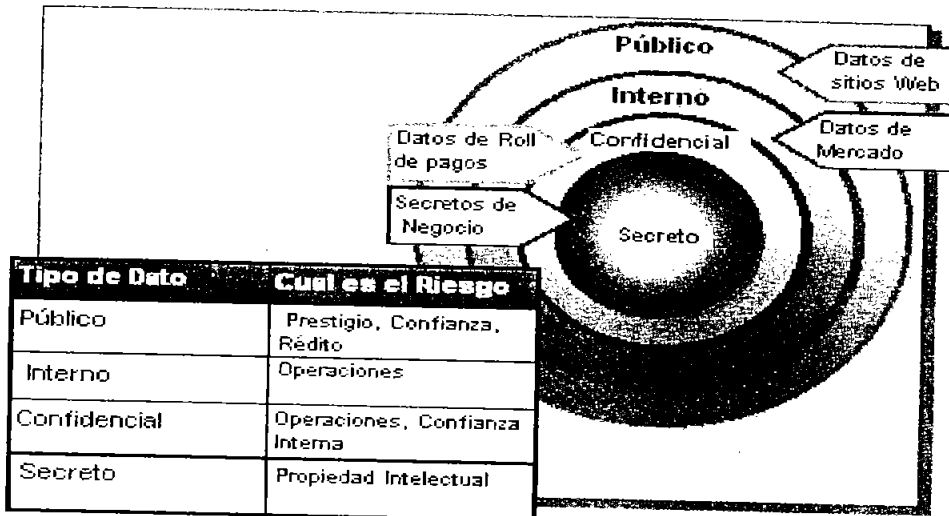 Público
Datos de
sitios Web
Interno
Datos de
Mercado
Datos de Roll
de pagos
Confidencial
Secretos de
Negocio
Secreto
Tipo de Dato
Cual es el Riesgo
Público
Prestigio, Confianza,
Rédito
Interno
Operaciones
Confidencial
Operaciones, Confianza
Interna
Secreto
Propiedad Intelectual